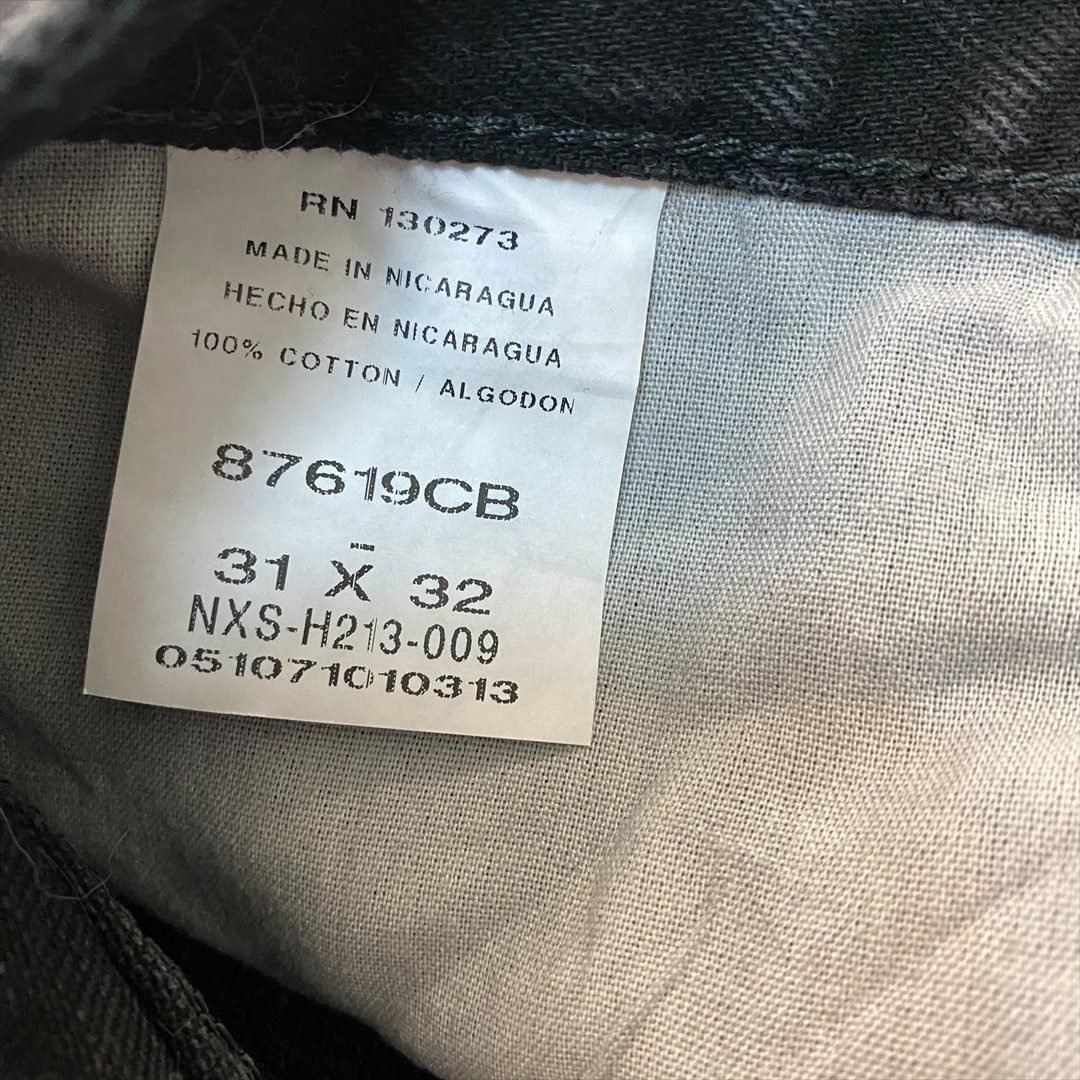 RN 130273
MADE IN NICARAGUA
HECHO EN NICARAGUA
100% COTTON / ALGODON
87619CB
31 X 32
NXS-H213-009
051071010313